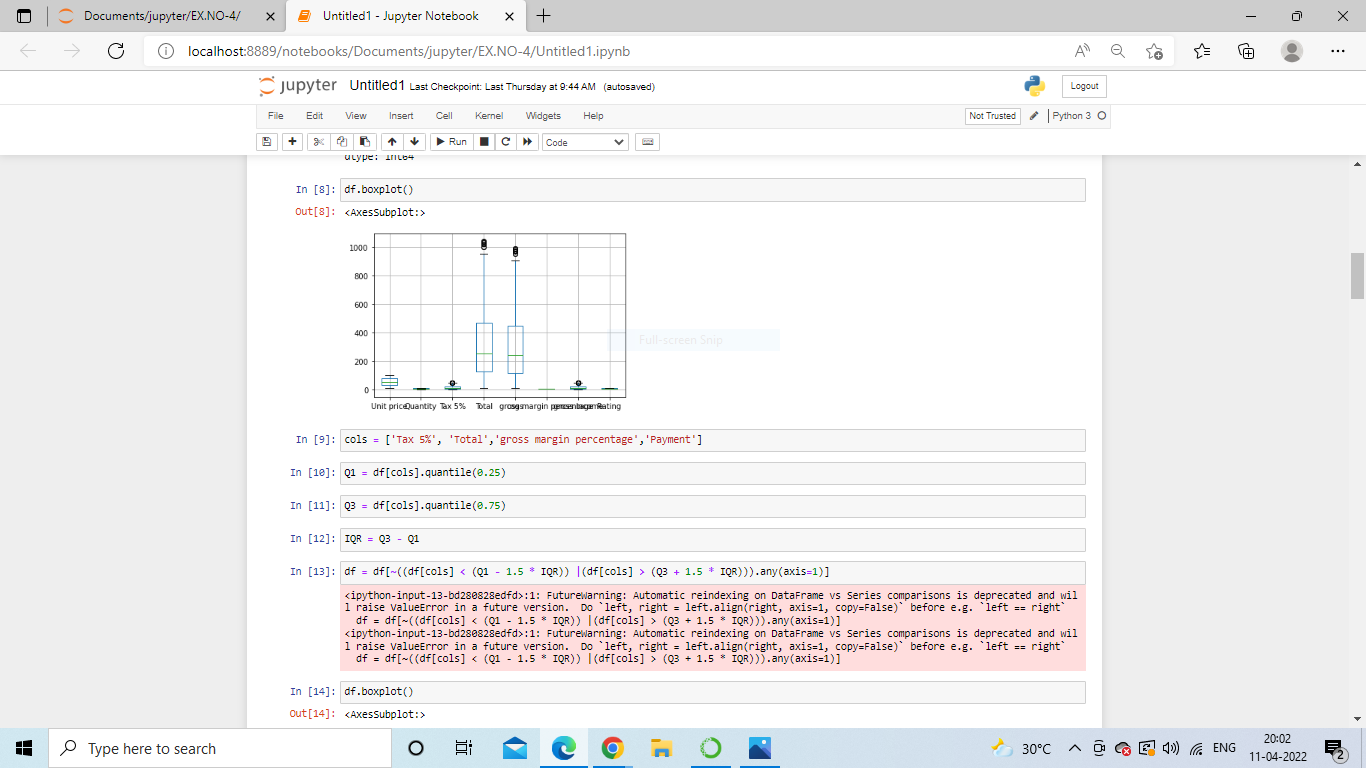 Documents/jupyter/EX.NO-4/
Untitled1 - Jupyter Notebook
localhost:8889/notebooks/Documents/jupyter/EX.NO-4/Untitled1.ipynb
jupyter Untitled1 Last Checkpoint: Last Thursday at 9:44 AM (autosaved)
Logout
File Edit View Insert Cell Kernel Widgets Help
Not Trusted Python 3
Run Code
dtype: int64
In [8]: df.boxplot()
Out[8]: <AxesSubplot:>
1000
800
600
400
200
0
Unit price Quantity Tax 5% Total cogs gross margin percentage gross income Rating
Full-screen Snip
In [9]: cols = ['Tax 5%', 'Total','gross margin percentage','Payment']
In [10]: Q1 = df[cols].quantile(0.25)
In [11]: Q3 = df[cols].quantile(0.75)
In [12]: IQR = Q3 - Q1
In [13]: df = df[~((df[cols] < (Q1 - 1.5 * IQR)) |(df[cols] > (Q3 + 1.5 * IQR))).any(axis=1)]
<ipython-input-13-bd280828edfd>:1: FutureWarning: Automatic reindexing on DataFrame vs Series comparisons is deprecated and wil
l raise ValueError in a future version.  Do `left, right = left.align(right, axis=1, copy=False)` before e.g. `left == right`
df = df[~((df[cols] < (Q1 - 1.5 * IQR)) |(df[cols] > (Q3 + 1.5 * IQR))).any(axis=1)]
<ipython-input-13-bd280828edfd>:1: FutureWarning: Automatic reindexing on DataFrame vs Series comparisons is deprecated and wil
l raise ValueError in a future version.  Do `left, right = left.align(right, axis=1, copy=False)` before e.g. `left == right`
df = df[~((df[cols] < (Q1 - 1.5 * IQR)) |(df[cols] > (Q3 + 1.5 * IQR))).any(axis=1)]
In [14]: df.boxplot()
Out[14]: <AxesSubplot:>
Type here to search
30°C
ENG
20:02
11-04-2022
2